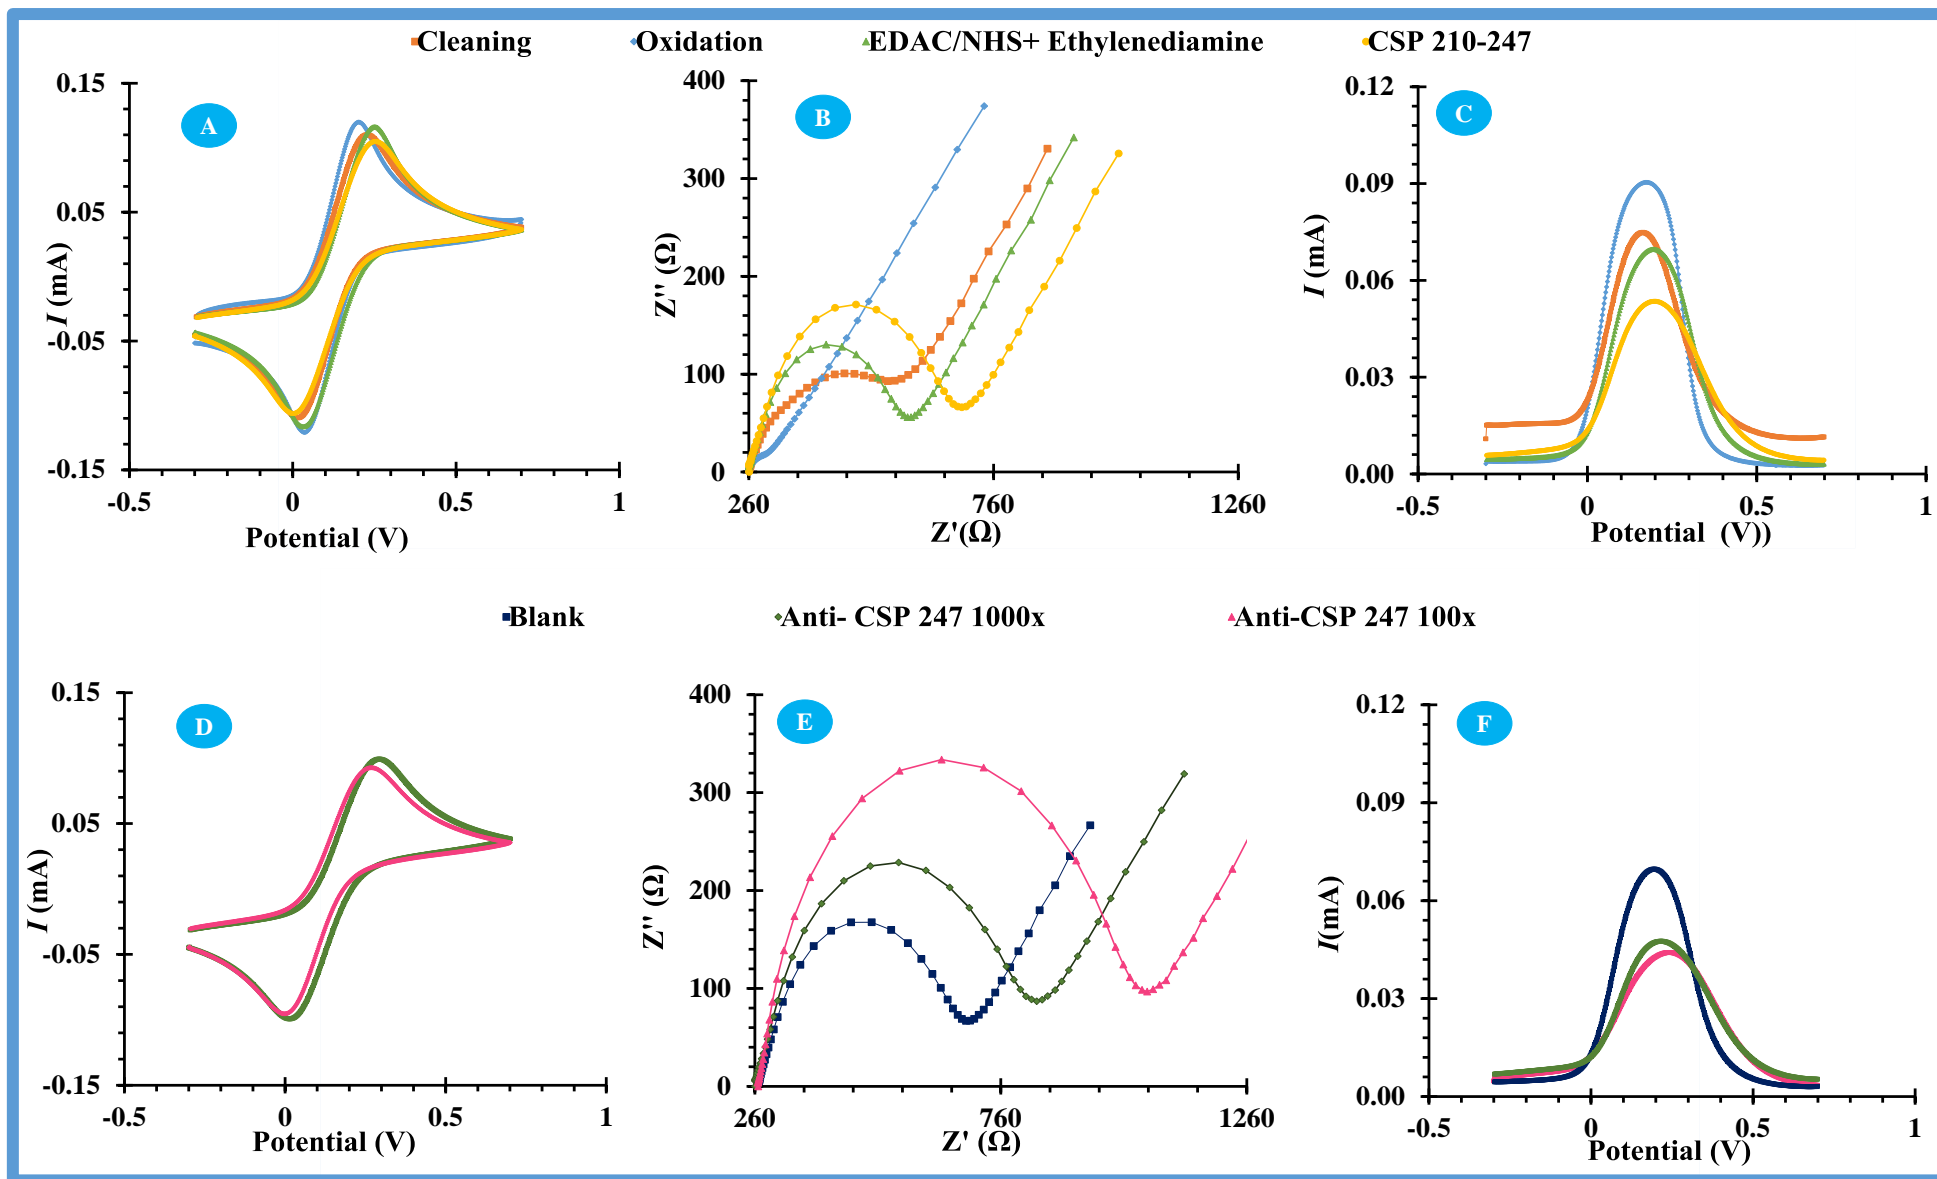 Cleaning Oxidation EDAC/NHS+ Ethylenediamine CSP 210-247
A
0.15
0.05
-0.05
-0.15
-0.5 0 0.5 1
I (mA)
Potential (V)
B
400
300
200
100
0
260 760 1260
Z'' (Ω)
Z'(Ω)
C
0.12
0.09
0.06
0.03
0.00
-0.5 0 0.5 1
I (mA)
Potential (V))
Blank Anti- CSP 247 1000x Anti-CSP 247 100x
D
0.15
0.05
-0.05
-0.15
-0.5 0 0.5 1
I (mA)
Potential (V)
E
400
300
200
100
0
260 760 1260
Z'' (Ω)
Z' (Ω)
F
0.12
0.09
0.06
0.03
0.00
-0.5 0 0.5 1
I(mA)
Potential (V)